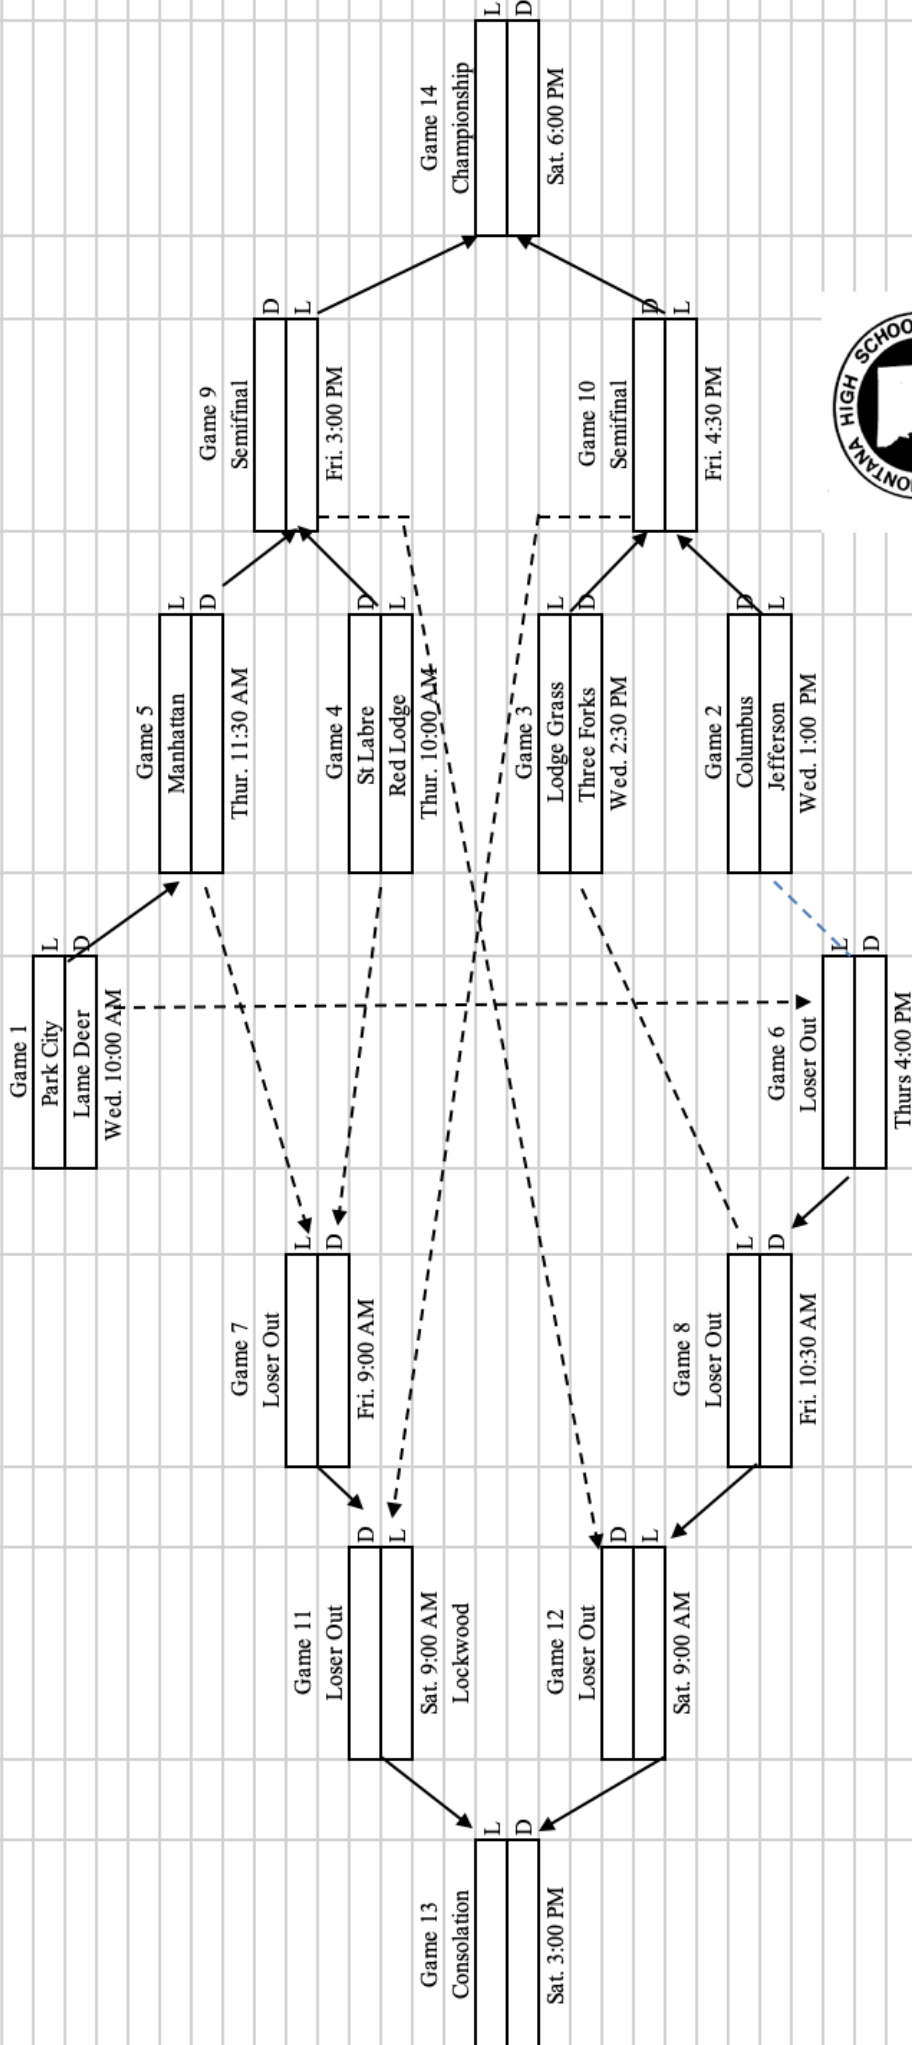 Game 1
Park City L
Lame Deer D
Wed. 10:00 AM
Game 5
Manhattan L
D
Thur. 11:30 AM
Game 4
St Labre D
Red Lodge L
Thur. 10:00 AM
Game 3
Lodge Grass L
Three Forks D
Wed. 2:30 PM
Game 2
Columbus D
Jefferson L
Wed. 1:00 PM
Game 9
Semifinal
D
L
Fri. 3:00 PM
Game 10
Semifinal
D
L
Fri. 4:30 PM
Game 14
Championship
L
D
Sat. 6:00 PM
Game 6
Loser Out
L
D
Thurs 4:00 PM
Game 7
Loser Out
L
D
Fri. 9:00 AM
Game 8
Loser Out
L
D
Fri. 10:30 AM
Game 11
Loser Out
D
L
Sat. 9:00 AM
Lockwood
Game 12
Loser Out
D
L
Sat. 9:00 AM
Game 13
Consolation
L
D
Sat. 3:00 PM
HIGH